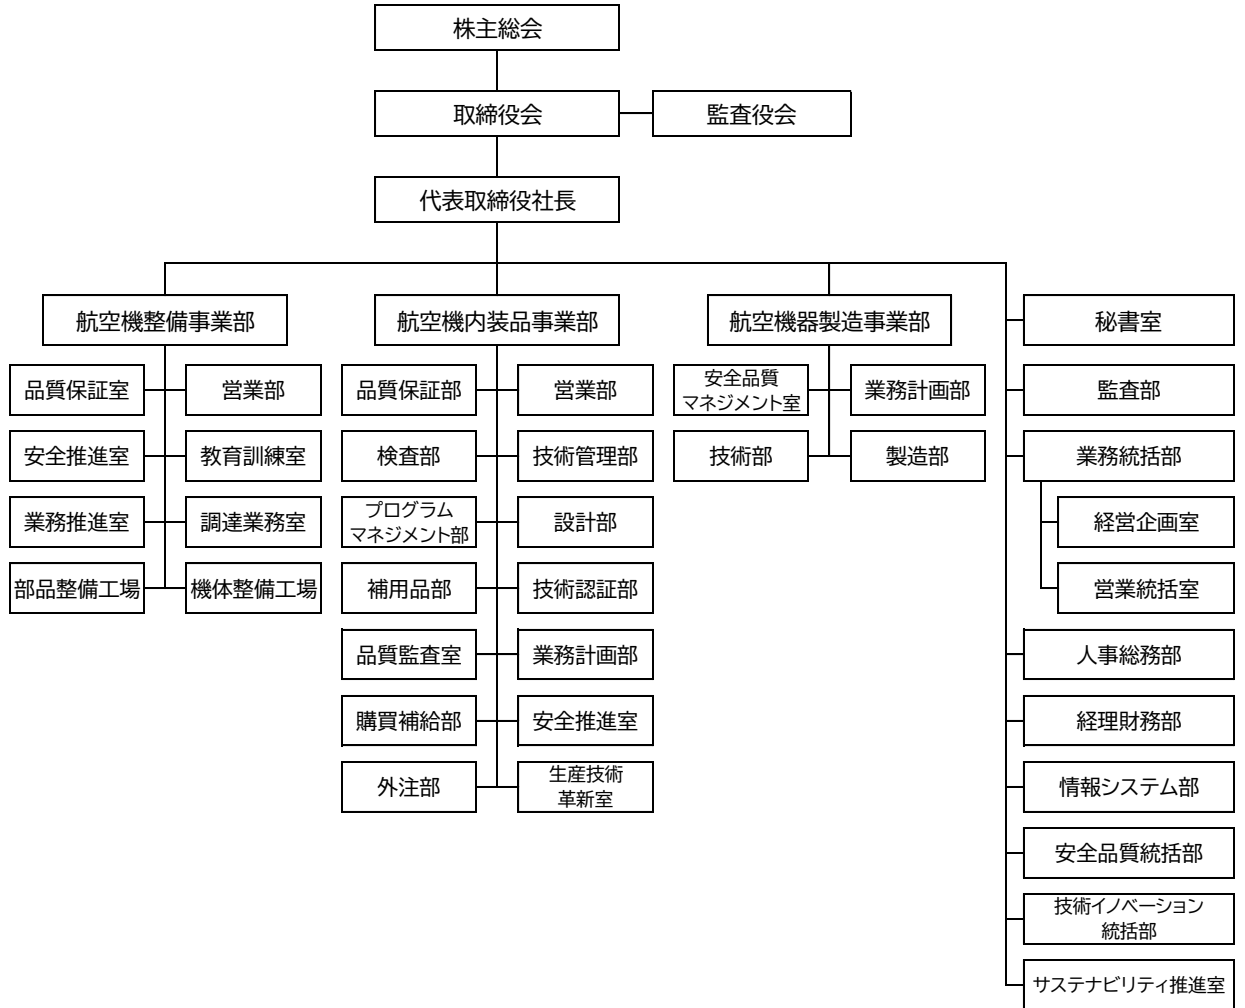 株主総会
取締役会
監査役会
代表取締役社長
航空機整備事業部
航空機内装品事業部
航空機器製造事業部
秘書室
品質保証室
営業部
品質保証部
営業部
安全品質
マネジメント室
業務計画部
監査部
安全推進室
教育訓練室
検査部
技術管理部
技術部
製造部
業務統括部
業務推進室
調達業務室
プログラム
マネジメント部
設計部
経営企画室
部品整備工場
機体整備工場
補用品部
技術認証部
営業統括室
品質監査室
業務計画部
人事総務部
購買補給部
安全推進室
経理財務部
外注部
生産技術
革新室
情報システム部
安全品質統括部
技術イノベーション
統括部
サステナビリティ推進室